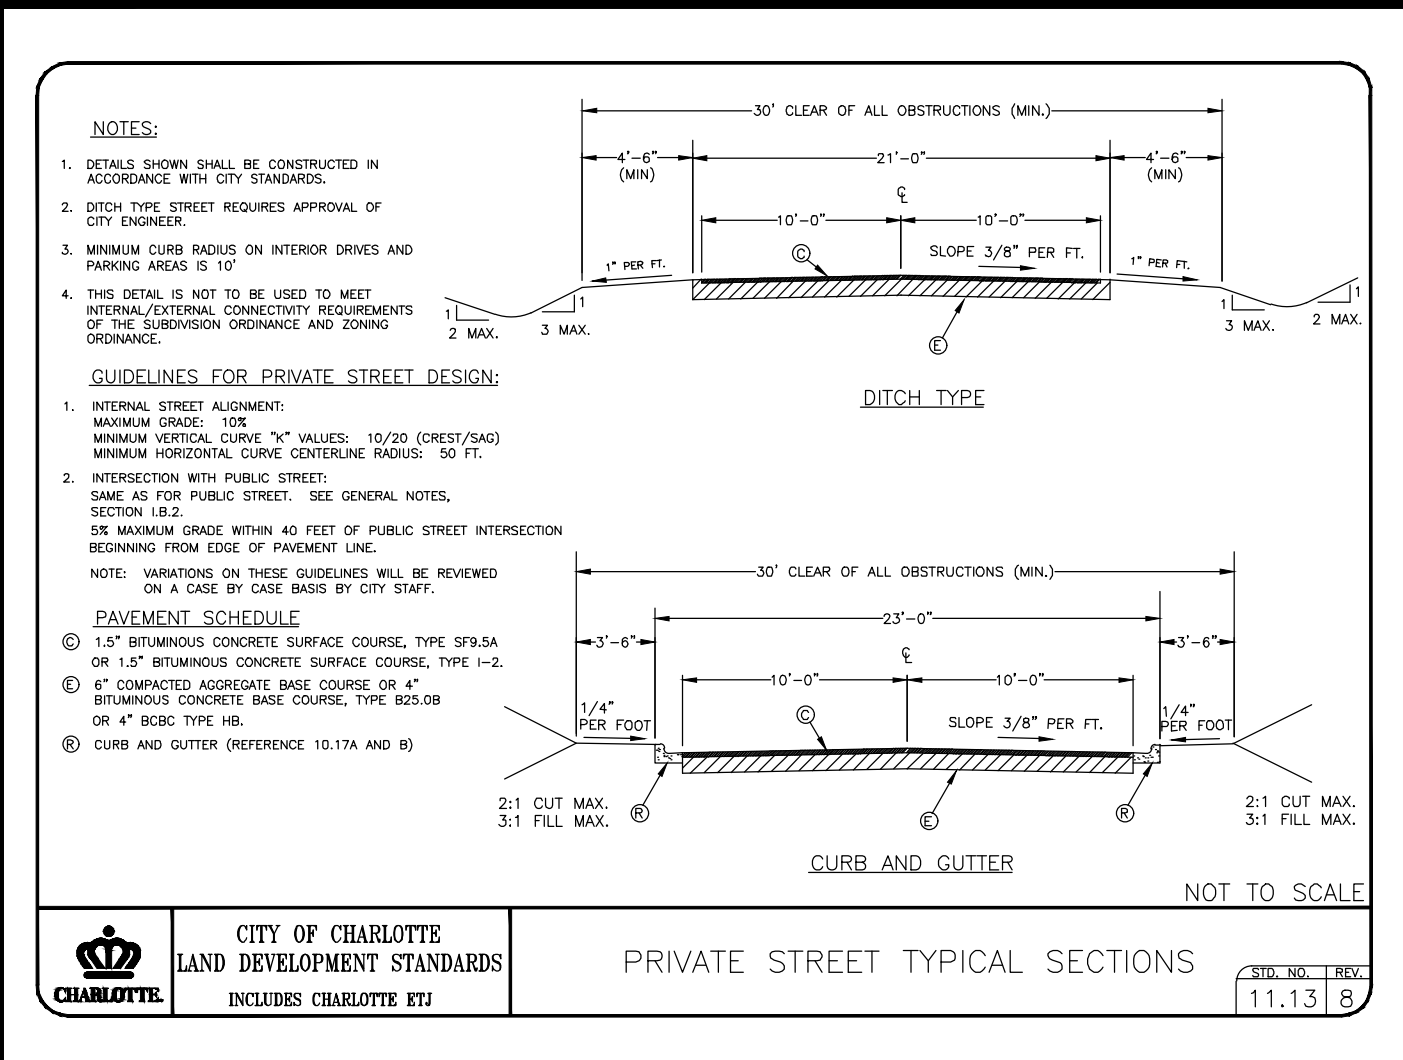 NOTES:
1. DETAILS SHOWN SHALL BE CONSTRUCTED IN
ACCORDANCE WITH CITY STANDARDS.
2. DITCH TYPE STREET REQUIRES APPROVAL OF
CITY ENGINEER.
3. MINIMUM CURB RADIUS ON INTERIOR DRIVES AND
PARKING AREAS IS 10'
4. THIS DETAIL IS NOT TO BE USED TO MEET
INTERNAL/EXTERNAL CONNECTIVITY REQUIREMENTS
OF THE SUBDIVISION ORDINANCE AND ZONING
ORDINANCE.
GUIDELINES FOR PRIVATE STREET DESIGN:
1. INTERNAL STREET ALIGNMENT:
MAXIMUM GRADE: 10%
MINIMUM VERTICAL CURVE "K" VALUES: 10/20 (CREST/SAG)
MINIMUM HORIZONTAL CURVE CENTERLINE RADIUS: 50 FT.
2. INTERSECTION WITH PUBLIC STREET:
SAME AS FOR PUBLIC STREET. SEE GENERAL NOTES,
SECTION I.B.2.
5% MAXIMUM GRADE WITHIN 40 FEET OF PUBLIC STREET INTERSECTION
BEGINNING FROM EDGE OF PAVEMENT LINE.
NOTE: VARIATIONS ON THESE GUIDELINES WILL BE REVIEWED
ON A CASE BY CASE BASIS BY CITY STAFF.
PAVEMENT SCHEDULE
C 1.5" BITUMINOUS CONCRETE SURFACE COURSE, TYPE SF9.5A
OR 1.5" BITUMINOUS CONCRETE SURFACE COURSE, TYPE I-2.
E 6" COMPACTED AGGREGATE BASE COURSE OR 4"
BITUMINOUS CONCRETE BASE COURSE, TYPE B25.0B
OR 4" BCBC TYPE HB.
R CURB AND GUTTER (REFERENCE 10.17A AND B)
30' CLEAR OF ALL OBSTRUCTIONS (MIN.)
4'-6" 21'-0" 4'-6"
(MIN) (MIN)
℄
10'-0" 10'-0"
C SLOPE 3/8" PER FT.
1" PER FT. 1" PER FT.
1 1 1 1
2 MAX. 3 MAX. 3 MAX. 2 MAX.
E
DITCH TYPE
30' CLEAR OF ALL OBSTRUCTIONS (MIN.)
23'-0"
3'-6" 3'-6"
℄
10'-0" 10'-0"
1/4" 1/4"
PER FOOT C SLOPE 3/8" PER FT. PER FOOT
2:1 CUT MAX. 2:1 CUT MAX.
3:1 FILL MAX. R E R 3:1 FILL MAX.
CURB AND GUTTER
NOT TO SCALE
CHARLOTTE.
CITY OF CHARLOTTE
LAND DEVELOPMENT STANDARDS
INCLUDES CHARLOTTE ETJ
PRIVATE STREET TYPICAL SECTIONS
STD. NO. REV.
11.13 8